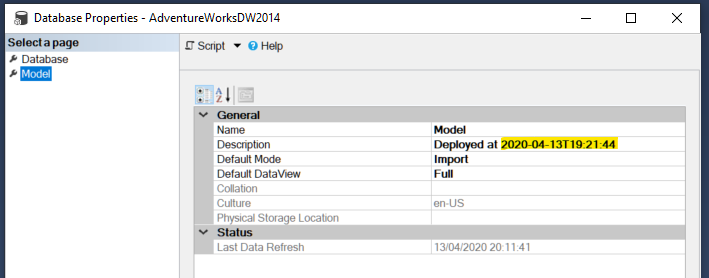 Database Properties - AdventureWorksDW2014
Select a page
Database
Model
Script Help
General
Name Model
Description Deployed at 2020-04-13T19:21:44
Default Mode Import
Default DataView Full
Collation
Culture en-US
Physical Storage Location
Status
Last Data Refresh 13/04/2020 20:11:41